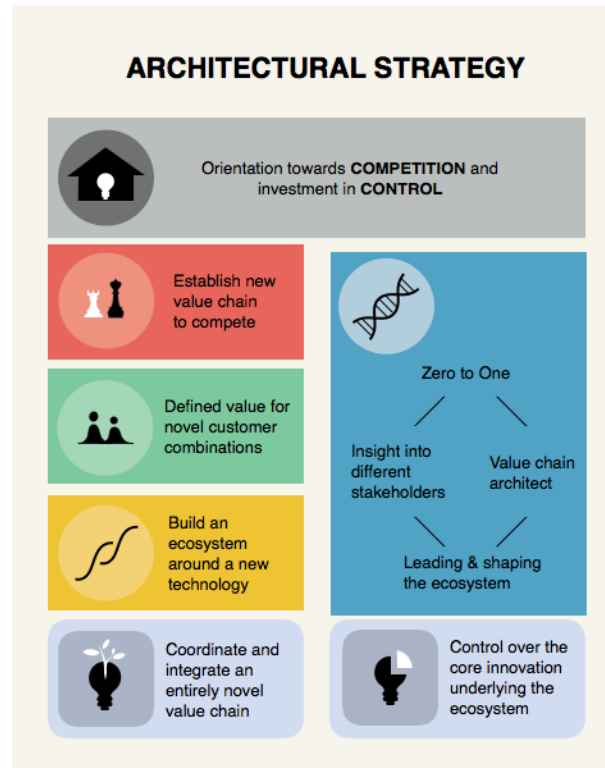 ARCHITECTURAL STRATEGY
Orientation towards COMPETITION and
investment in CONTROL
Establish new
value chain
to compete
Defined value for
novel customer
combinations
Build an
ecosystem
around a new
technology
Coordinate and
integrate an
entirely novel
value chain
Zero to One
Insight into
different
stakeholders
Value chain
architect
Leading & shaping
the ecosystem
Control over the
core innovation
underlying the
ecosystem